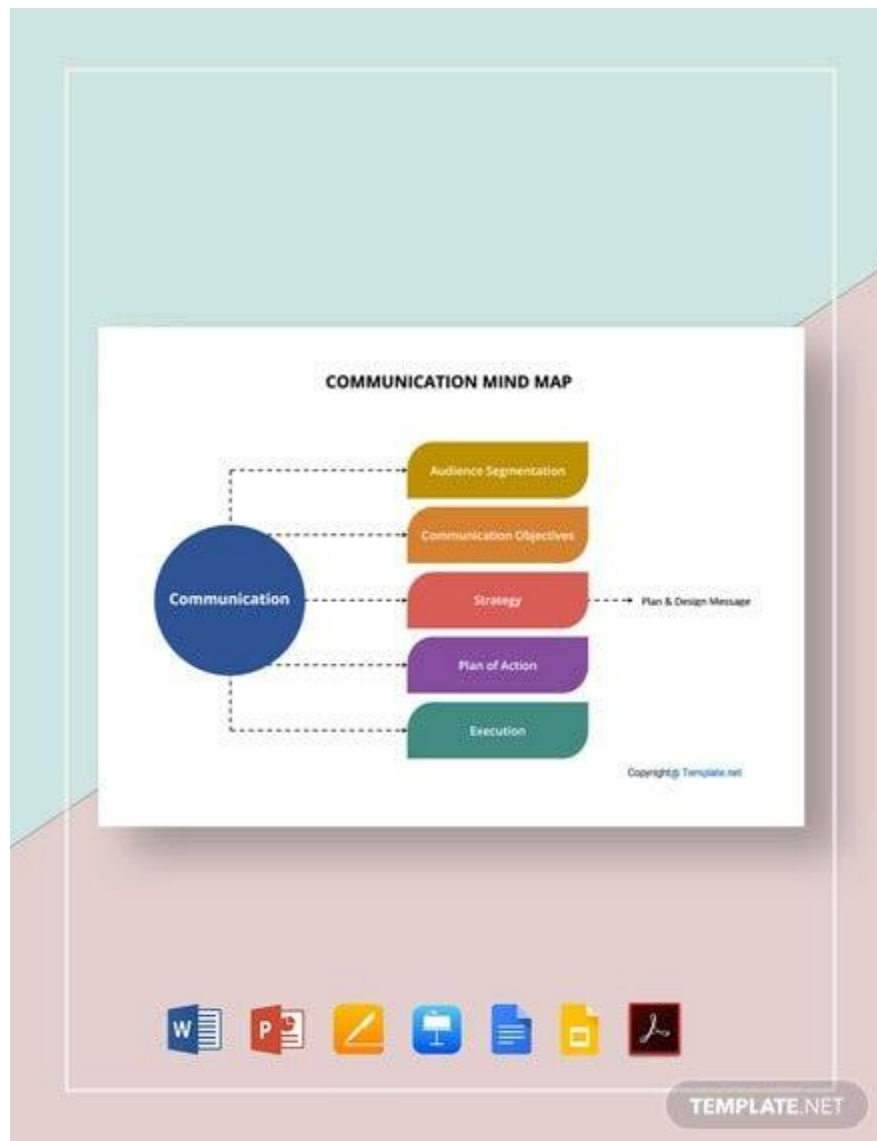 COMMUNICATION MIND MAP
Audience Segmentation
Communication Objectives
Communication
Strategy
Plan & Design Message
Plan of Action
Execution
Copyright@ Template.net
W
P
TEMPLATE.NET